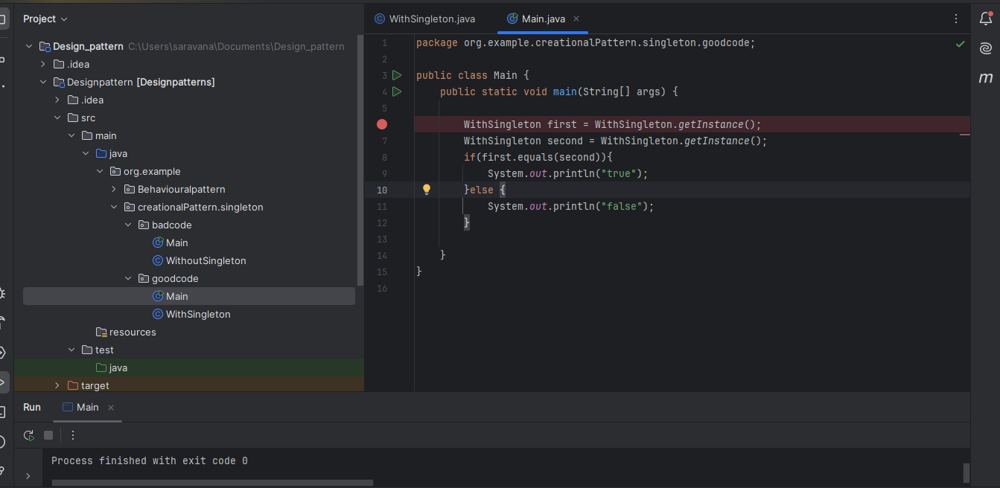 Project
Design_pattern C:\Users\saravana\Documents\Design_pattern
.idea
Designpattern [Designpatterns]
.idea
src
main
java
org.example
Behaviouralpattern
creationalPattern.singleton
badcode
Main
WithoutSingleton
goodcode
Main
WithSingleton
resources
test
java
target
WithSingleton.java Main.java
1 package org.example.creationalPattern.singleton.goodcode;
2
3 public class Main {
4 public static void main(String[] args) {
5
WithSingleton first = WithSingleton.getInstance();
7 WithSingleton second = WithSingleton.getInstance();
8 if(first.equals(second)){
9 System.out.println("true");
10 }else {
11 System.out.println("false");
12 }
13
14 }
15 }
16
m
Run Main
Process finished with exit code 0